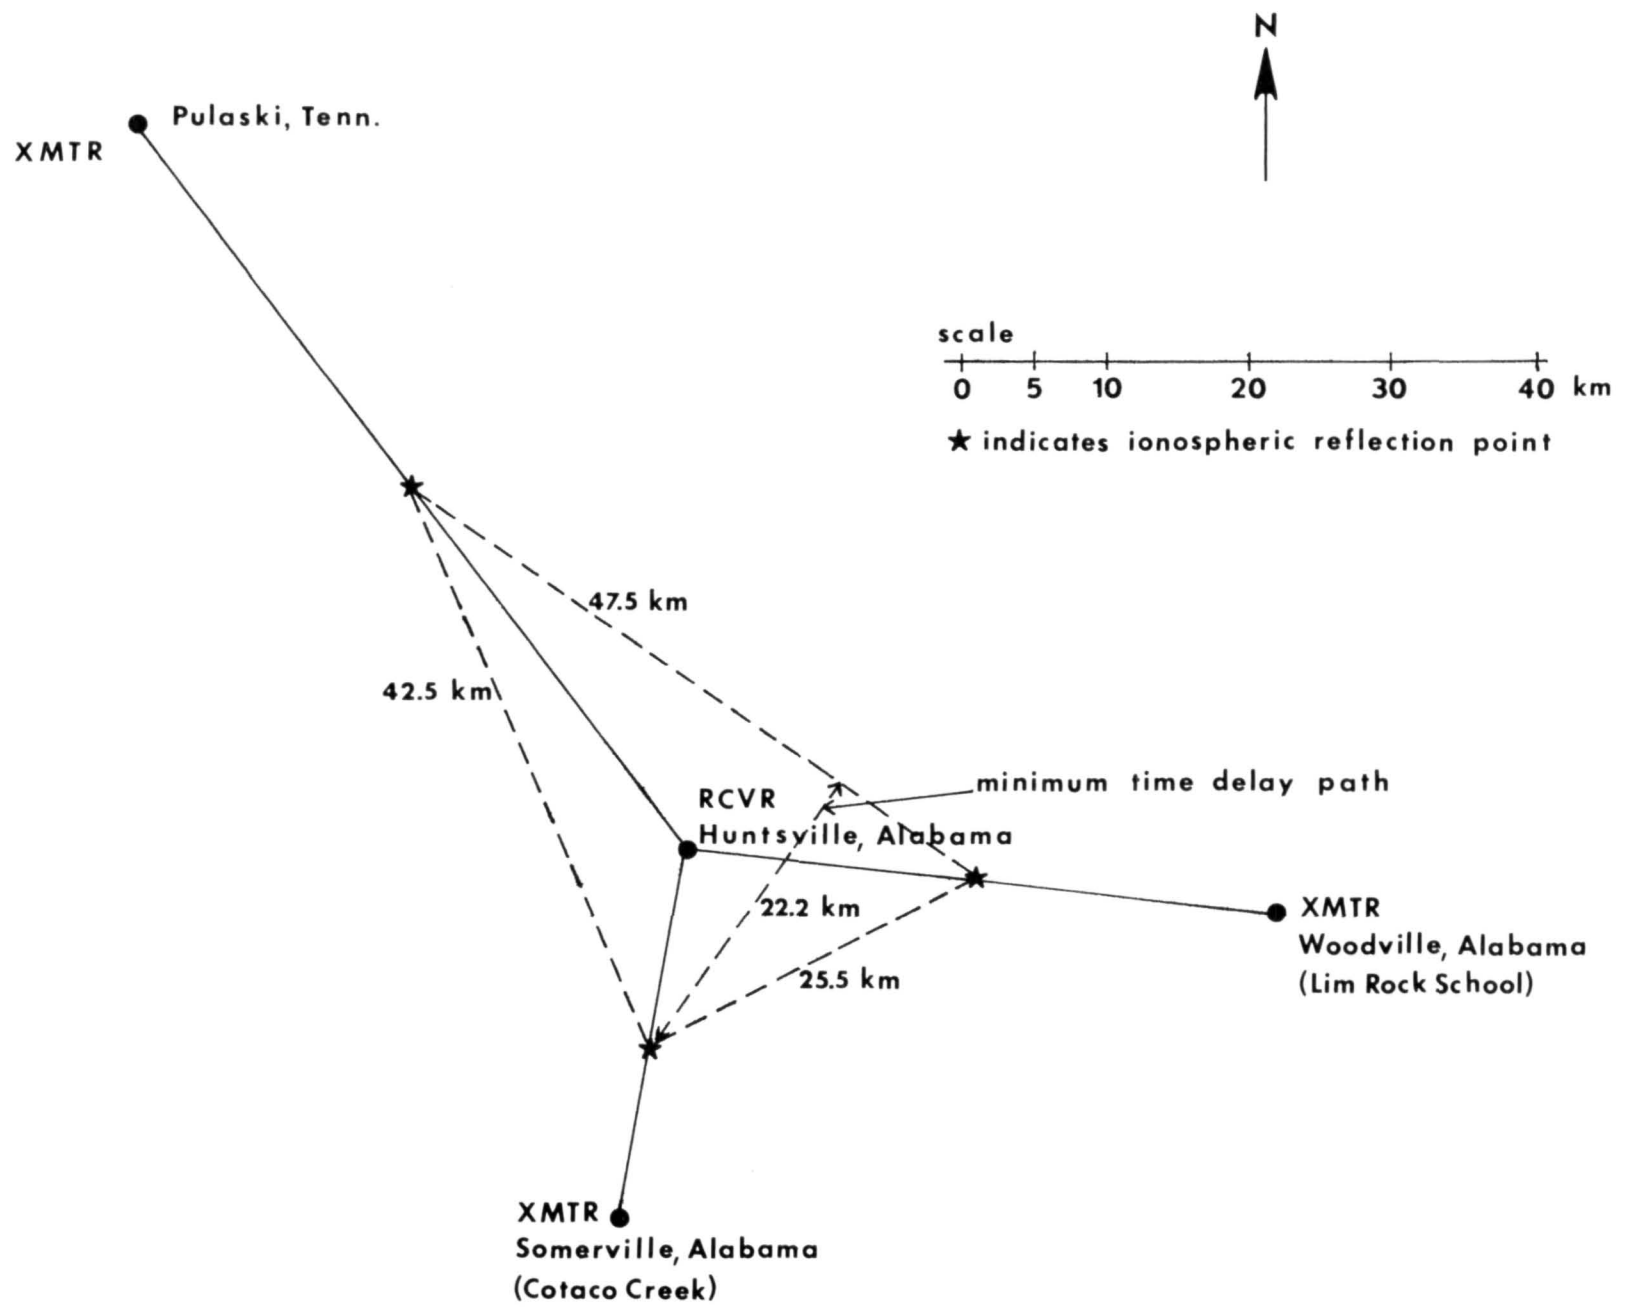 N
Pulaski, Tenn.
XMTR
scale
0 5 10 20 30 40 km
★ indicates ionospheric reflection point
47.5 km
42.5 km
minimum time delay path
RCVR
Huntsville, Alabama
22.2 km
25.5 km
XMTR
Woodville, Alabama
(Lim Rock School)
XMTR
Somerville, Alabama
(Cotaco Creek)